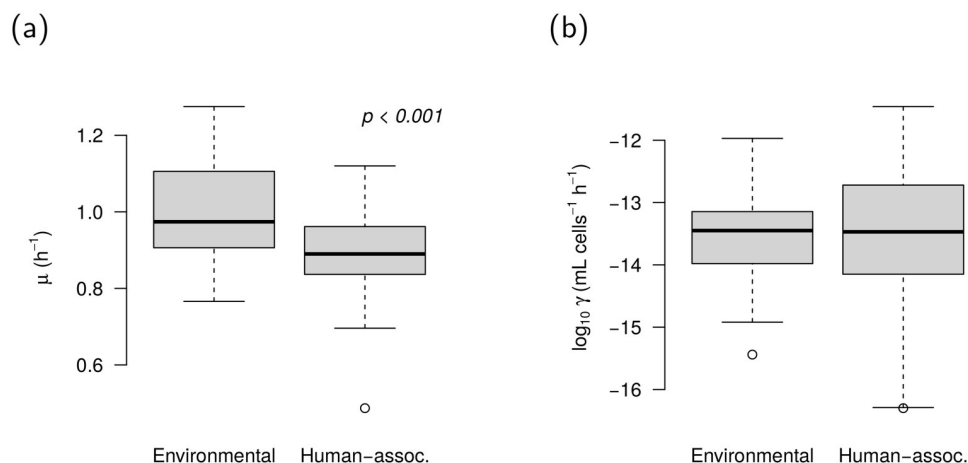 (a)
(b)
p < 0.001
μ (h⁻¹)
1.2
1.0
0.8
0.6
Environmental
Human−assoc.
log₁₀ γ (mL cells⁻¹ h⁻¹)
−12
−13
−14
−15
−16
Environmental
Human−assoc.